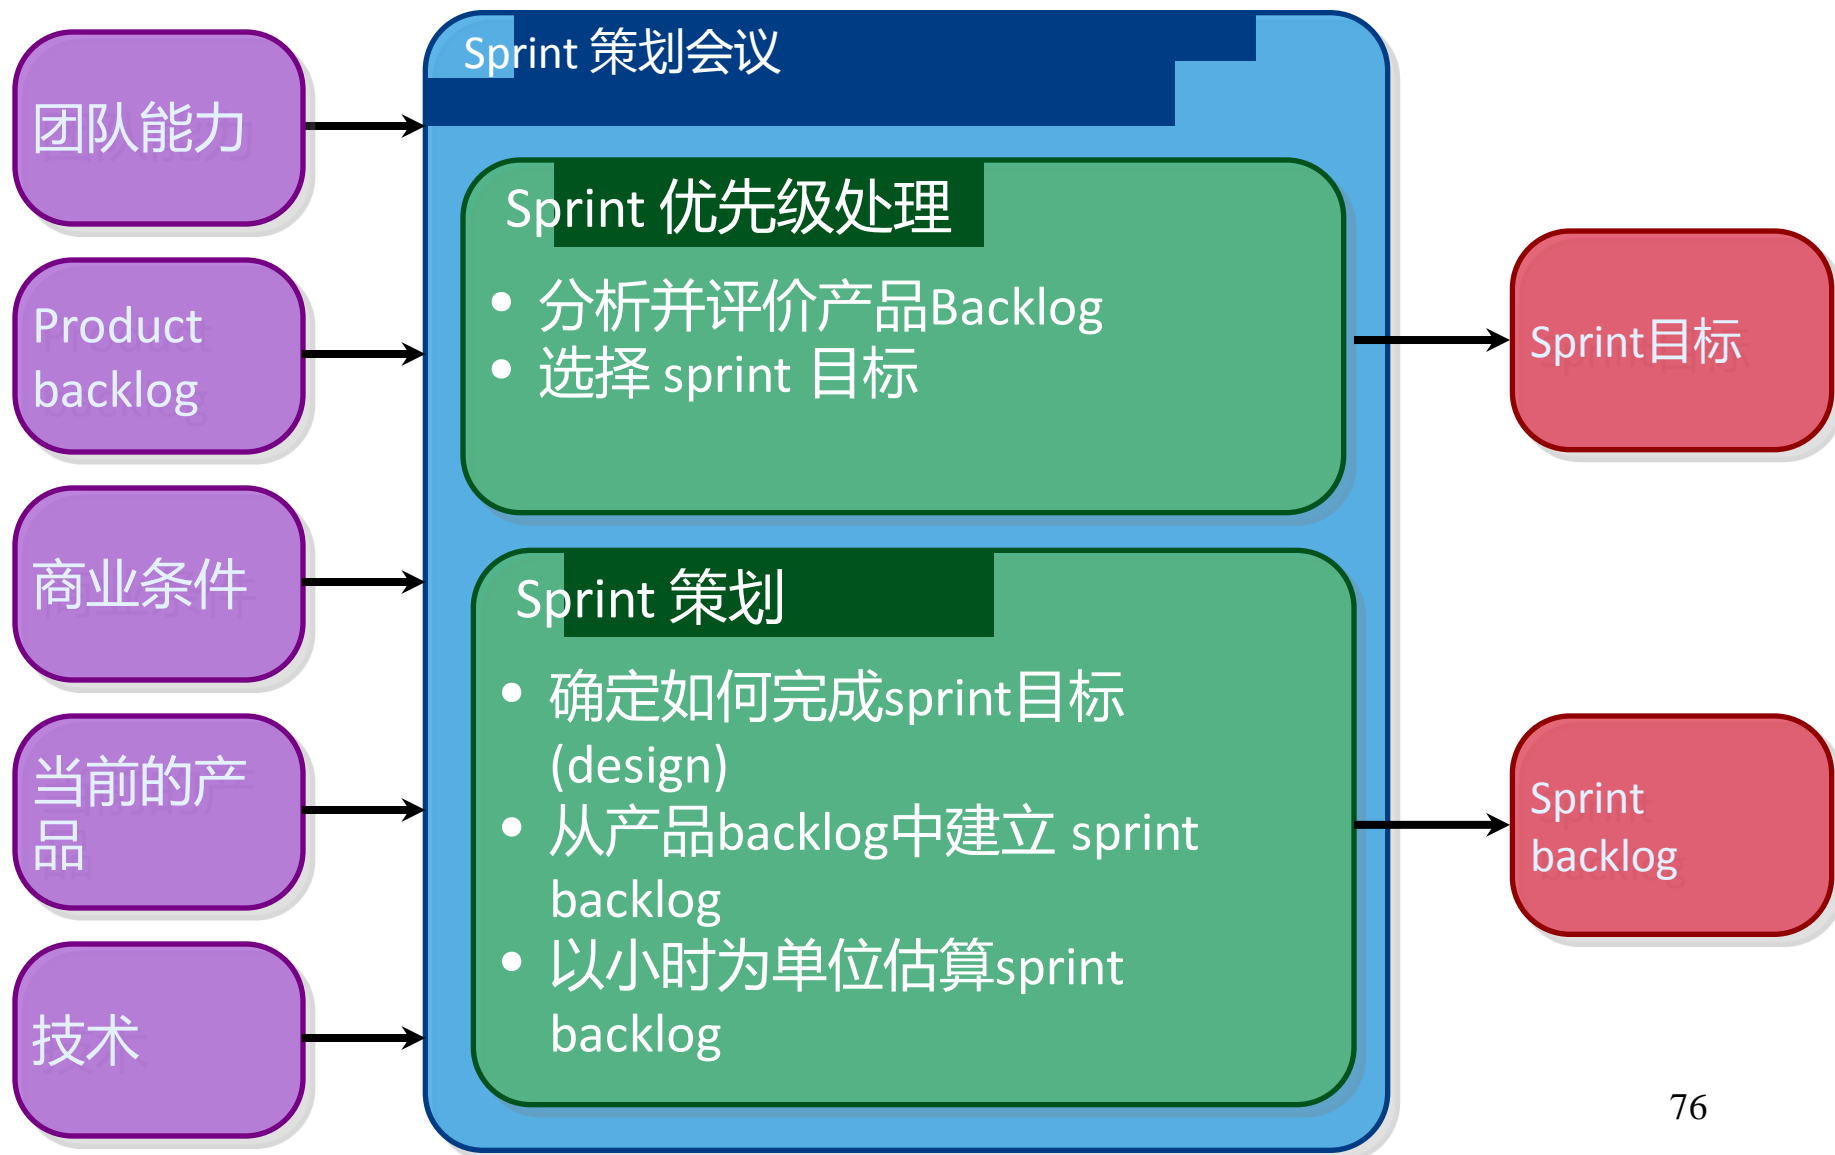 团队能力
Product
backlog
商业条件
当前的产
品
技术
Sprint 策划会议
Sprint 优先级处理
• 分析并评价产品Backlog
• 选择 sprint 目标
Sprint 策划
• 确定如何完成sprint目标
(design)
• 从产品backlog中建立 sprint
backlog
• 以小时为单位估算sprint
backlog
Sprint目标
Sprint
backlog
76